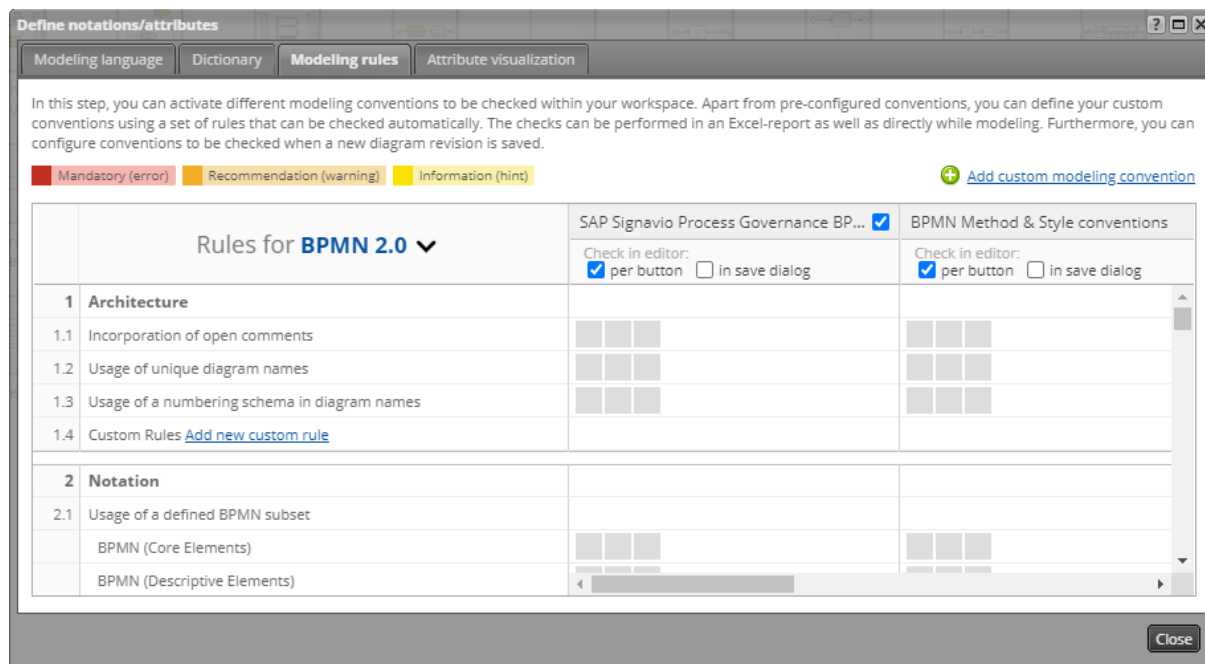 Define notations/attributes
Modeling language Dictionary Modeling rules Attribute visualization
In this step, you can activate different modeling conventions to be checked within your workspace. Apart from pre-configured conventions, you can define your custom
conventions using a set of rules that can be checked automatically. The checks can be performed in an Excel-report as well as directly while modeling. Furthermore, you can
configure conventions to be checked when a new diagram revision is saved.
Mandatory (error) Recommendation (warning) Information (hint) Add custom modeling convention
Rules for BPMN 2.0
SAP Signavio Process Governance BP... BPMN Method & Style conventions
Check in editor: Check in editor:
per button in save dialog per button in save dialog
1 Architecture
1.1 Incorporation of open comments
1.2 Usage of unique diagram names
1.3 Usage of a numbering schema in diagram names
1.4 Custom Rules Add new custom rule
2 Notation
2.1 Usage of a defined BPMN subset
BPMN (Core Elements)
BPMN (Descriptive Elements)
Close